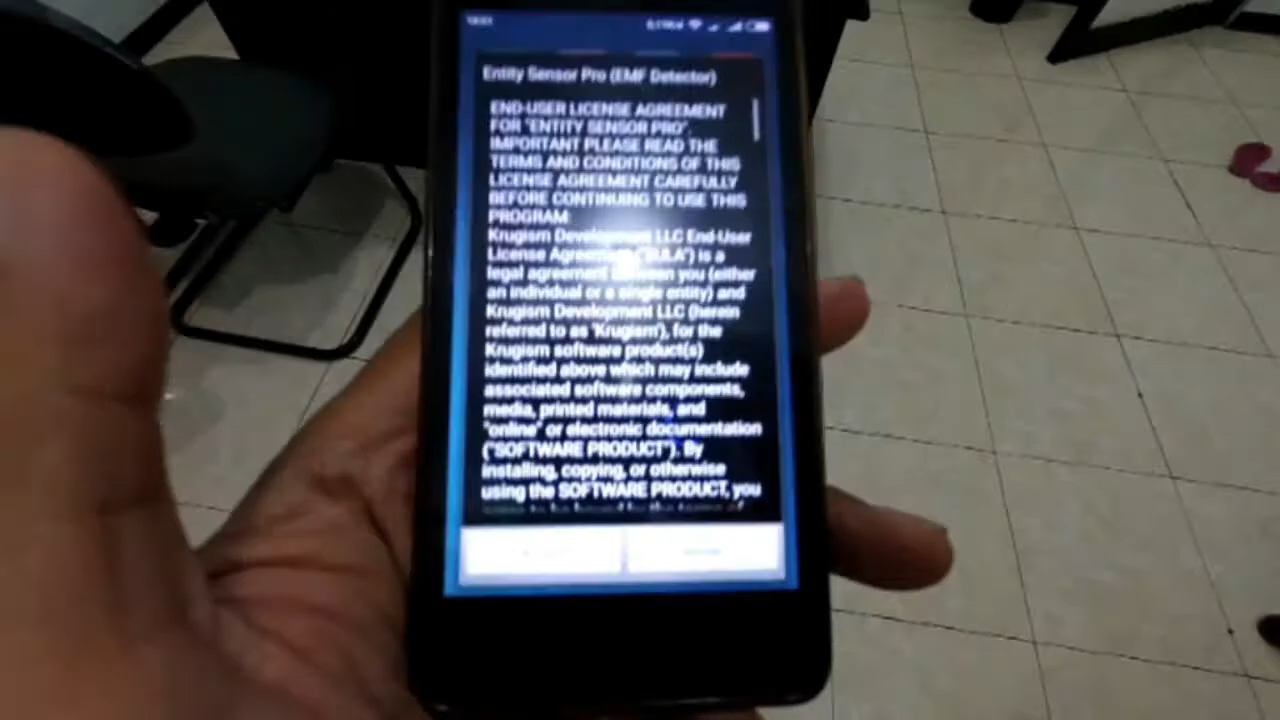 Entity Sensor Pro (EMF Detector)
END-USER LICENSE AGREEMENT
FOR "ENTITY SENSOR PRO".
IMPORTANT PLEASE READ THE
TERMS AND CONDITIONS OF THIS
LICENSE AGREEMENT CAREFULLY
BEFORE CONTINUING TO USE THIS
PROGRAM
Krugism Development LLC End-User
License Agreement ("EULA") is a
legal agreement between you (either
an individual or a single entity) and
Krugism Development LLC (herein
referred to as 'Krugism'), for the
Krugism software product(s)
identified above which may include
associated software components,
media, printed materials, and
"online" or electronic documentation
("SOFTWARE PRODUCT"). By
installing, copying, or otherwise
using the SOFTWARE PRODUCT, you